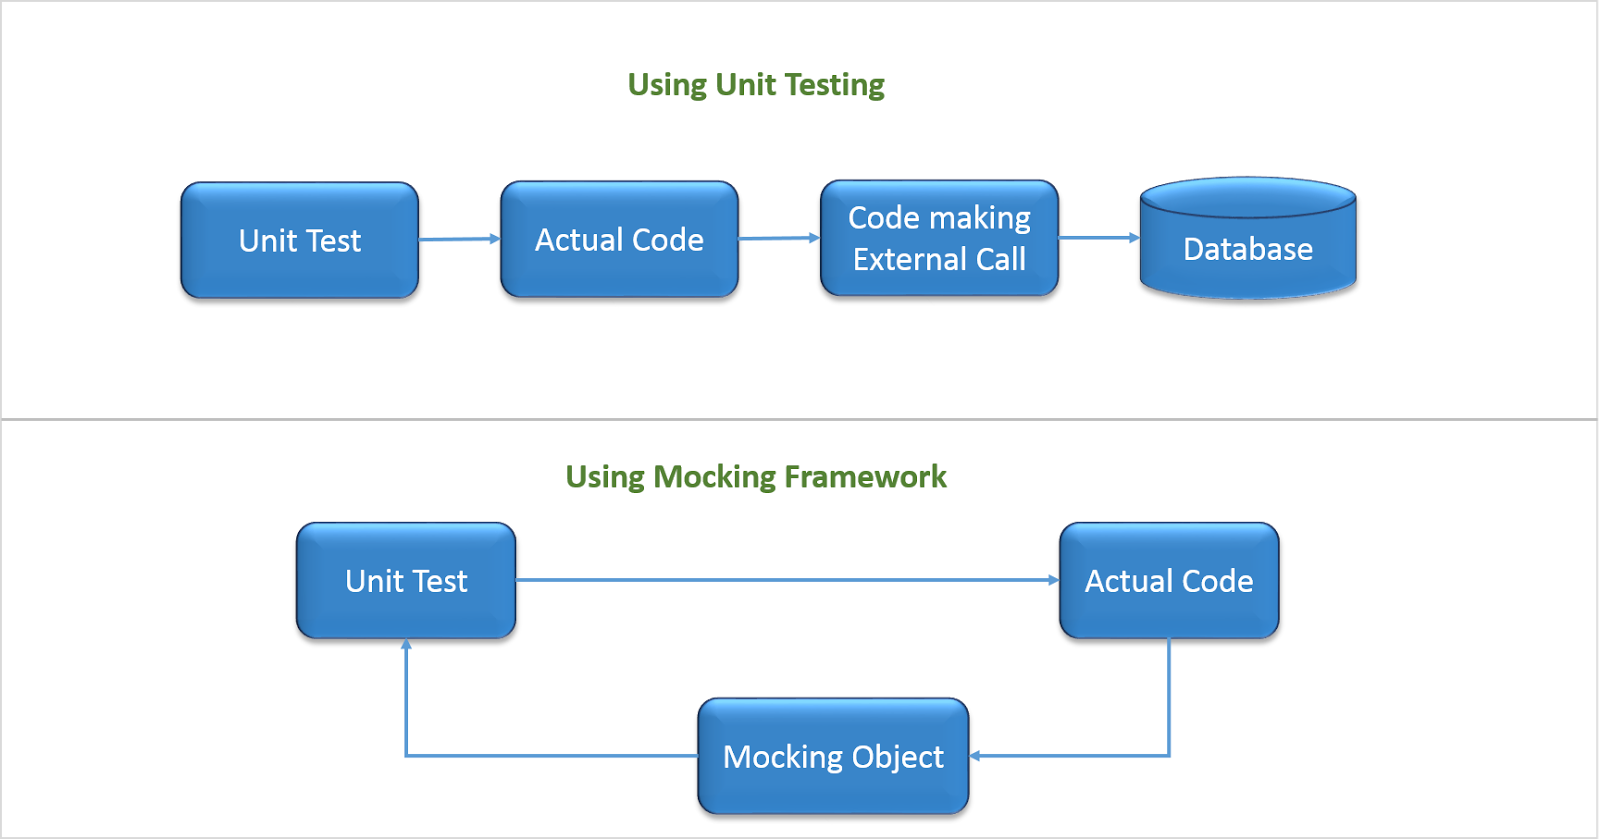 Using Unit Testing
Unit Test
Actual Code
Code making
External Call
Database
Using Mocking Framework
Unit Test
Actual Code
Mocking Object